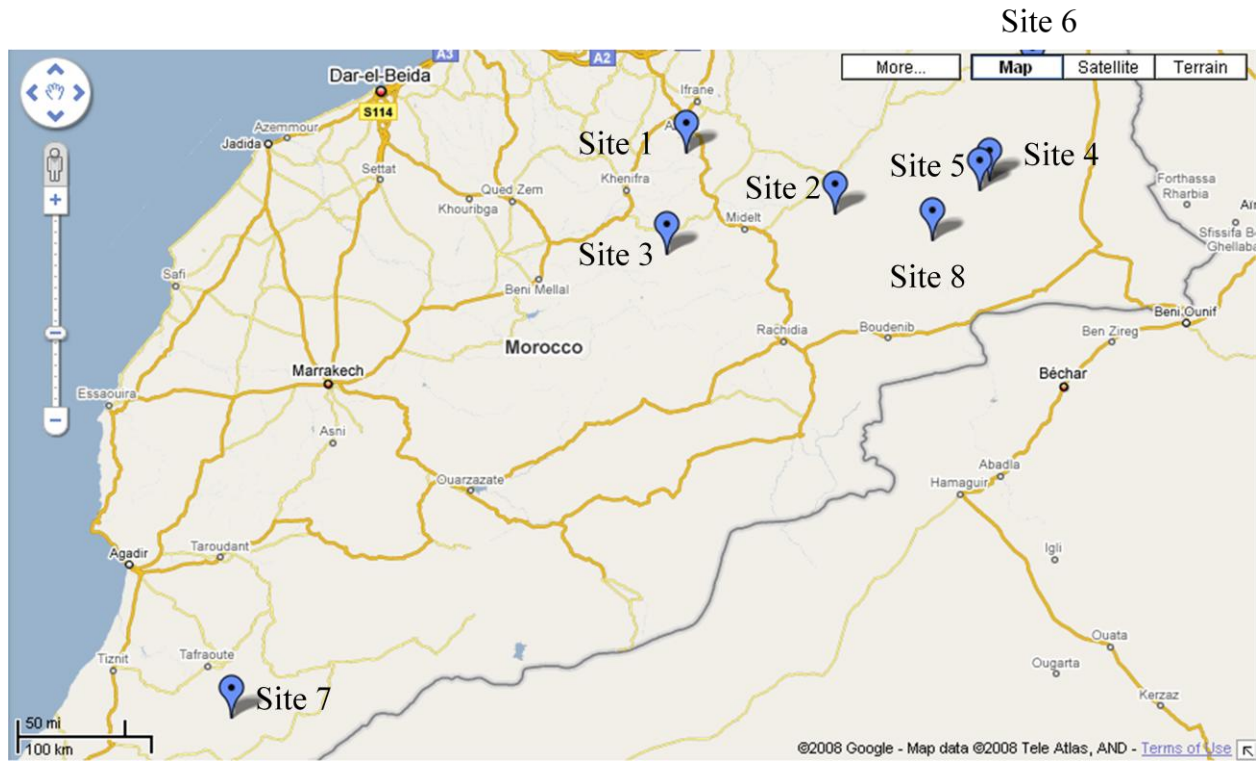 Site 6
A3
A2
More...
Map
Satellite
Terrain
Dar-el-Beida
S114
Ifrane
Azemmour
Jadida
Site 1
Settat
Site 5
Site 4
Khenifra
Site 2
Forthassa
Rharbia
Qued Zem
Khouribga
Midelt
Sfissifa
Ghellaba
Site 3
Safi
Site 8
Beni Mellal
Beni Ounif
Rachidia
Boudenib
Ben Zireg
Morocco
Marrakech
Béchar
Essaouira
Asni
Abadla
Ouarzazate
Hamaguir
Agadir
Taroudant
Igli
Ouata
Tiznit
Tafraoute
Ougarta
Site 7
Kerzaz
50 mi
100 km
©2008 Google - Map data ©2008 Tele Atlas, AND - Terms of Use